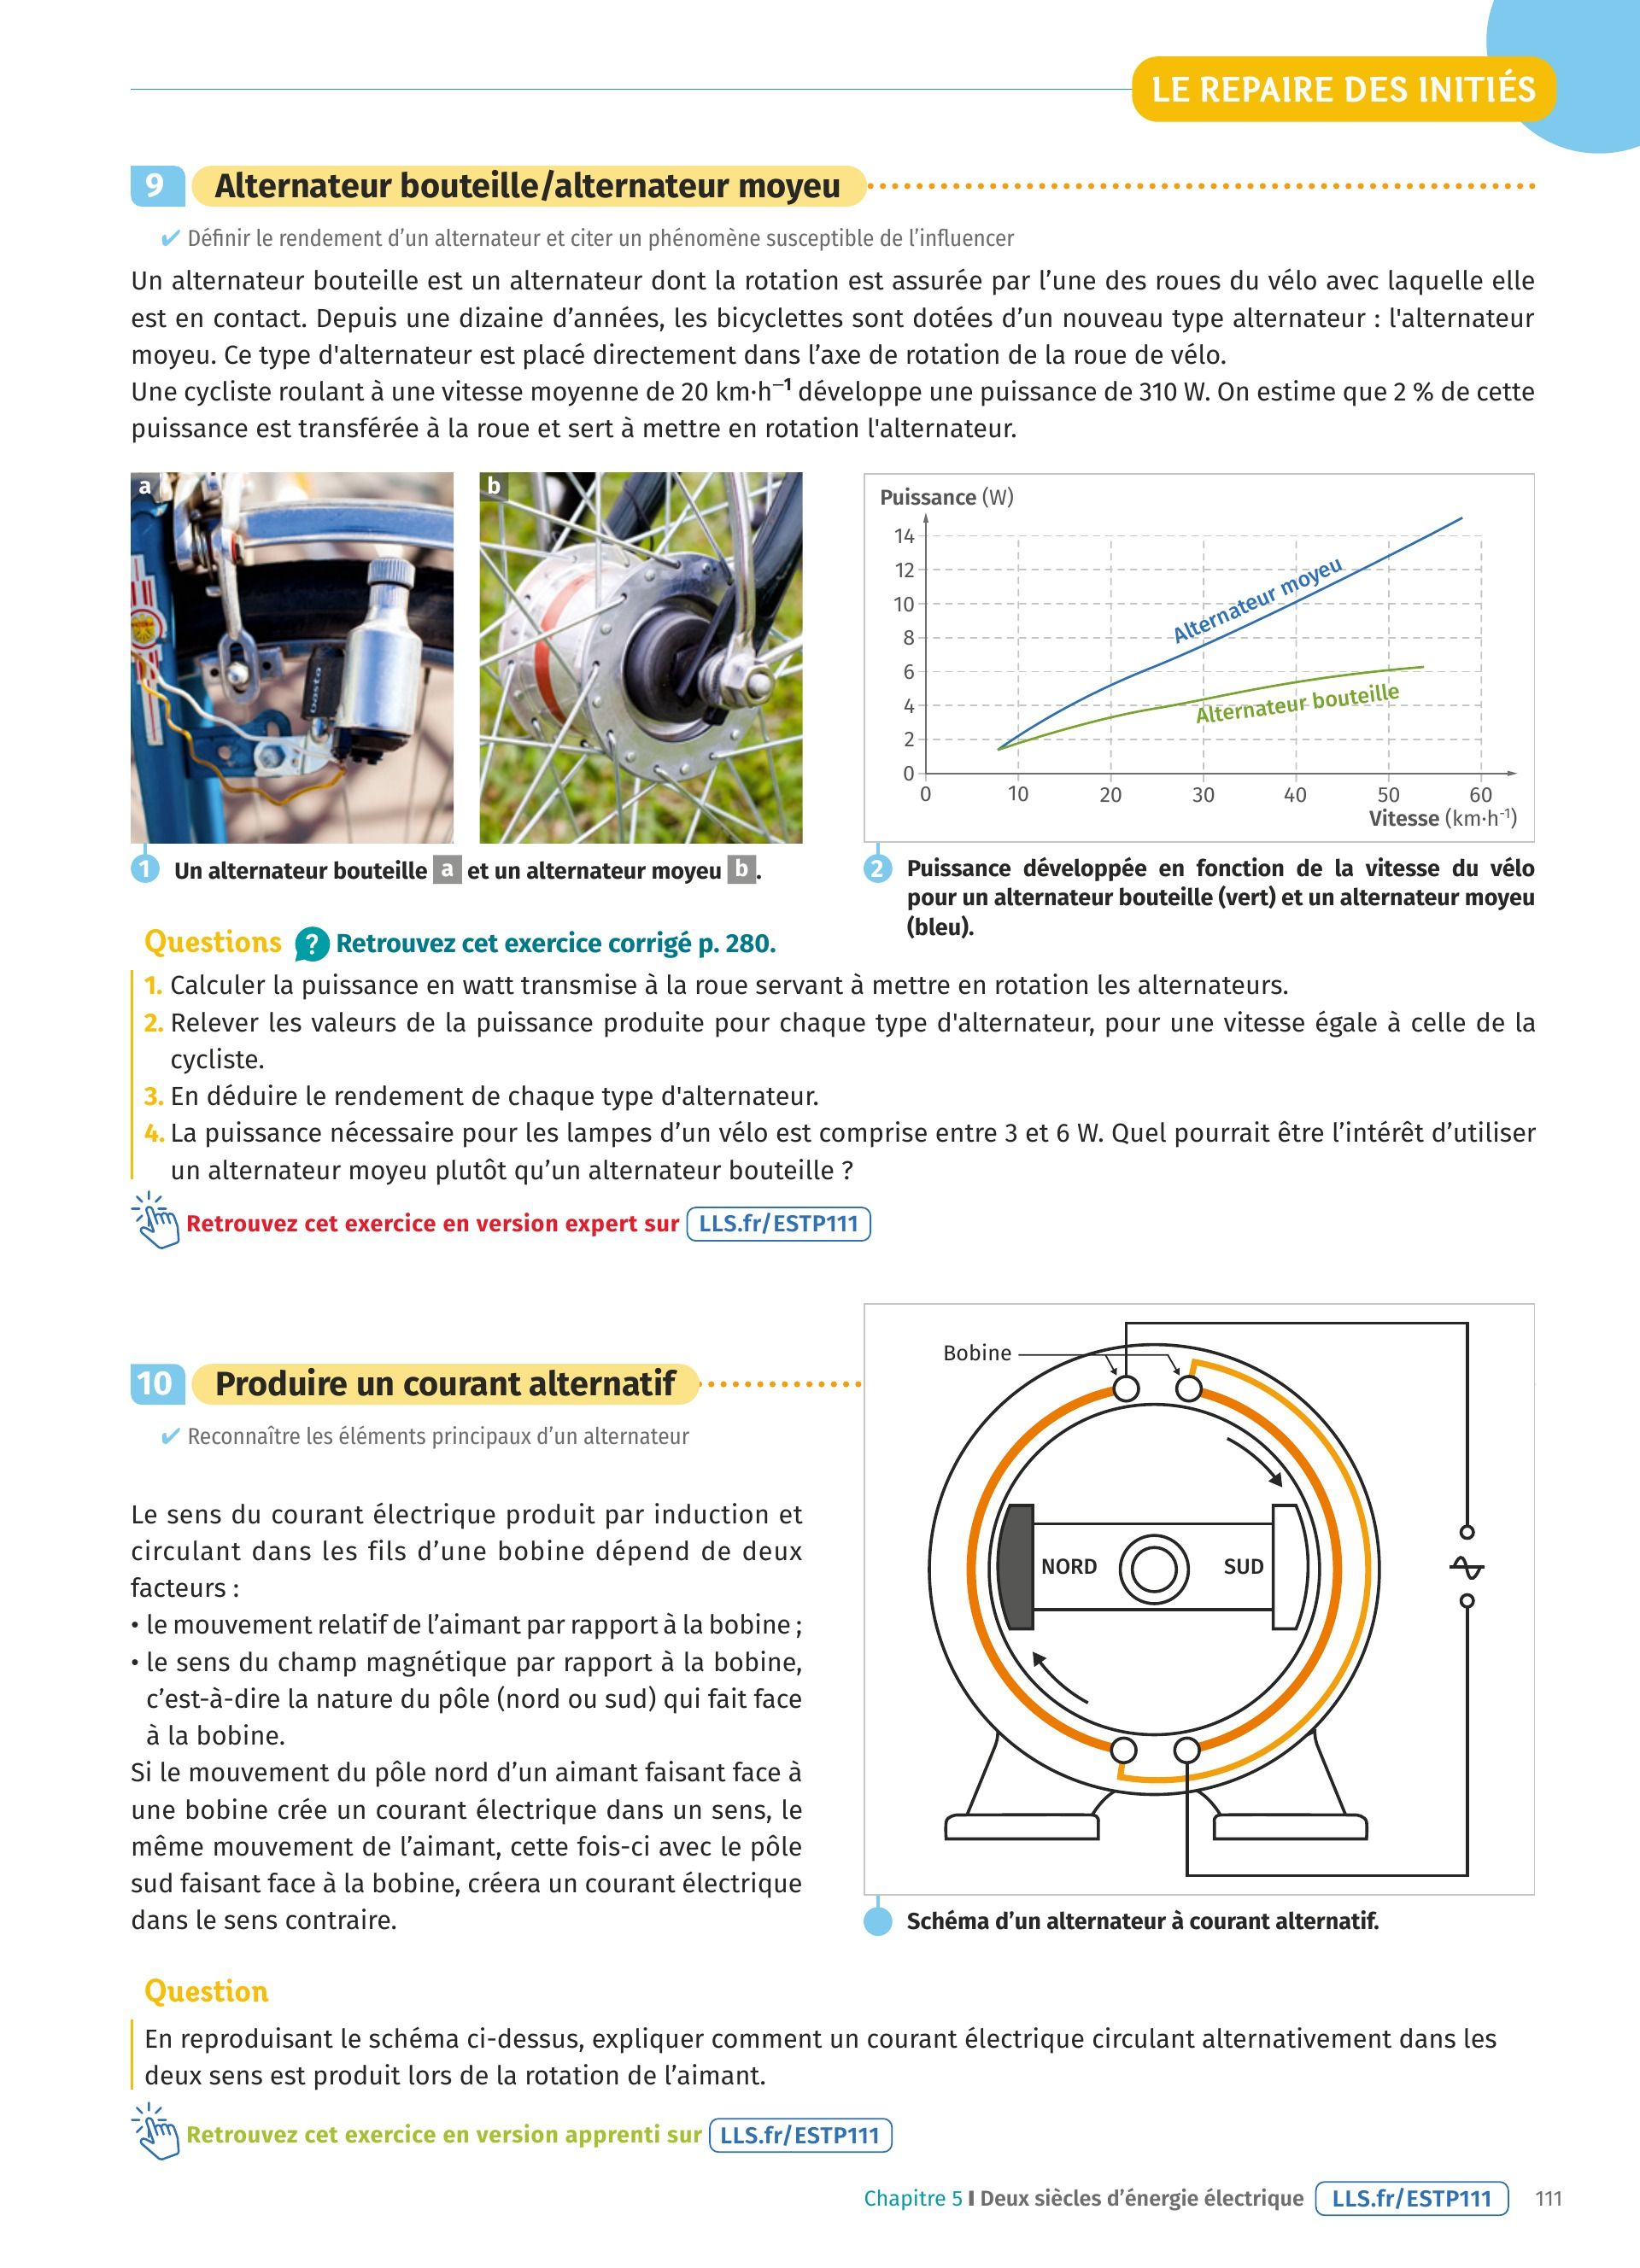 LE REPAIRE DES INITIÉS
9 Alternateur bouteille/alternateur moyeu
✔ Définir le rendement d’un alternateur et citer un phénomène susceptible de l’influencer
Un alternateur bouteille est un alternateur dont la rotation est assurée par l’une des roues du vélo avec laquelle elle
est en contact. Depuis une dizaine d’années, les bicyclettes sont dotées d’un nouveau type alternateur : l'alternateur
moyeu. Ce type d'alternateur est placé directement dans l’axe de rotation de la roue de vélo.
Une cycliste roulant à une vitesse moyenne de 20 km·h⁻¹ développe une puissance de 310 W. On estime que 2 % de cette
puissance est transférée à la roue et sert à mettre en rotation l'alternateur.
a
b
Puissance (W)
14
12
10
8
6
4
2
0
Alternateur moyeu
Alternateur bouteille
0 10 20 30 40 50 60
Vitesse (km·h⁻¹)
1 Un alternateur bouteille a et un alternateur moyeu b.
2 Puissance développée en fonction de la vitesse du vélo
pour un alternateur bouteille (vert) et un alternateur moyeu
(bleu).
Questions ? Retrouvez cet exercice corrigé p. 280.
1. Calculer la puissance en watt transmise à la roue servant à mettre en rotation les alternateurs.
2. Relever les valeurs de la puissance produite pour chaque type d'alternateur, pour une vitesse égale à celle de la
cycliste.
3. En déduire le rendement de chaque type d'alternateur.
4. La puissance nécessaire pour les lampes d’un vélo est comprise entre 3 et 6 W. Quel pourrait être l’intérêt d’utiliser
un alternateur moyeu plutôt qu’un alternateur bouteille ?
Retrouvez cet exercice en version expert sur LLS.fr/ESTP111
10 Produire un courant alternatif
✔ Reconnaître les éléments principaux d’un alternateur
Le sens du courant électrique produit par induction et
circulant dans les fils d’une bobine dépend de deux
facteurs :
• le mouvement relatif de l’aimant par rapport à la bobine ;
• le sens du champ magnétique par rapport à la bobine,
c’est-à-dire la nature du pôle (nord ou sud) qui fait face
à la bobine.
Si le mouvement du pôle nord d’un aimant faisant face à
une bobine crée un courant électrique dans un sens, le
même mouvement de l’aimant, cette fois-ci avec le pôle
sud faisant face à la bobine, créera un courant électrique
dans le sens contraire.
Bobine
NORD
SUD
Schéma d’un alternateur à courant alternatif.
Question
En reproduisant le schéma ci-dessus, expliquer comment un courant électrique circulant alternativement dans les
deux sens est produit lors de la rotation de l’aimant.
Retrouvez cet exercice en version apprenti sur LLS.fr/ESTP111
Chapitre 5 I Deux siècles d’énergie électrique LLS.fr/ESTP111 111